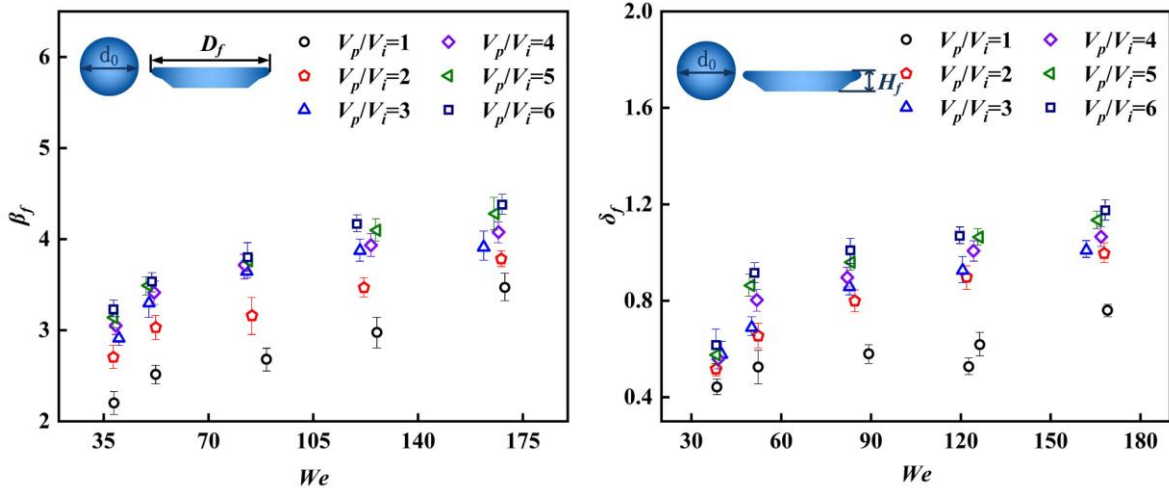 6
5
4
3
2
β_f
d₀
D_f
V_p/V_i=1
V_p/V_i=4
V_p/V_i=2
V_p/V_i=5
V_p/V_i=3
V_p/V_i=6
35 70 105 140 175
We
2.0
1.6
1.2
0.8
0.4
δ_f
d₀
H_f
V_p/V_i=1
V_p/V_i=4
V_p/V_i=2
V_p/V_i=5
V_p/V_i=3
V_p/V_i=6
30 60 90 120 150 180
We